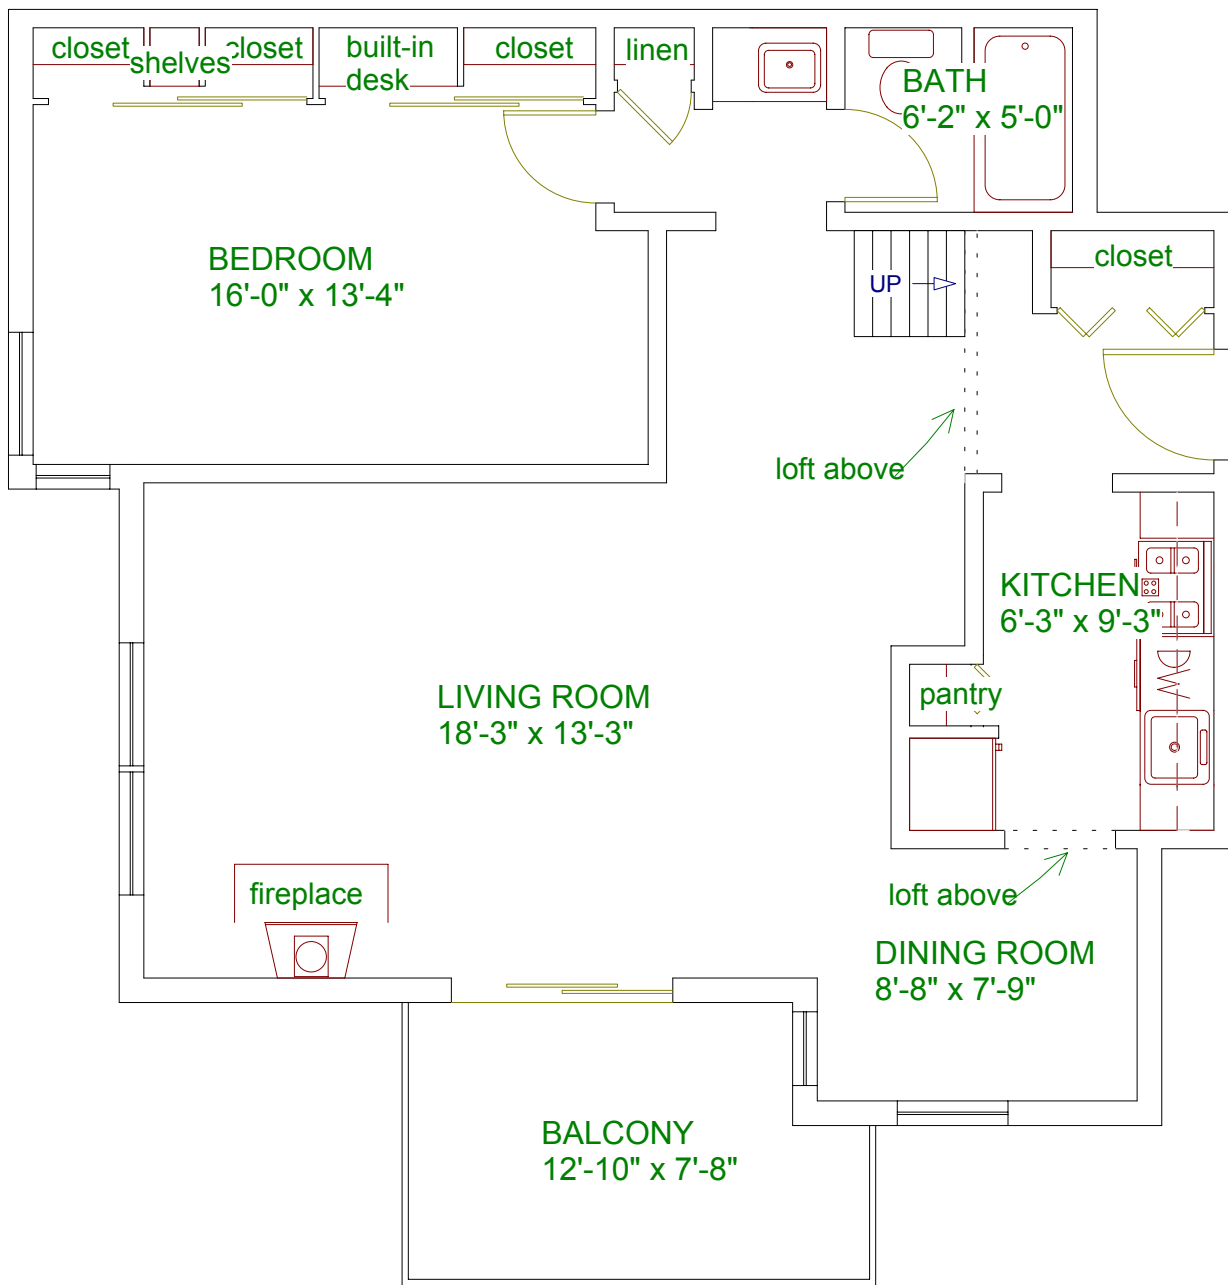 closet
shelves
closet
built-in
desk
closet
linen
BATH
6'-2" x 5'-0"
BEDROOM
16'-0" x 13'-4"
UP
closet
loft above
KITCHEN
6'-3" x 9'-3"
LIVING ROOM
18'-3" x 13'-3"
pantry
fireplace
loft above
DINING ROOM
8'-8" x 7'-9"
BALCONY
12'-10" x 7'-8"